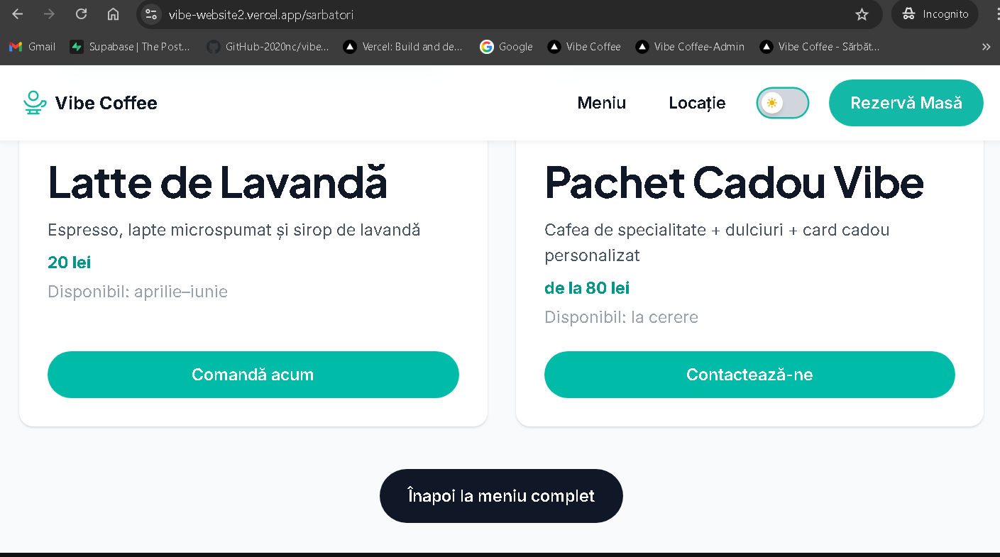 vibe-website2.vercel.app/sarbatori
Incognito
Gmail
Supabase | The Post...
GitHub-2020nc/vibe...
Vercel: Build and de...
Google
Vibe Coffee
Vibe Coffee-Admin
Vibe Coffee - Sărbăt...
Vibe Coffee
Meniu
Locație
Rezervă Masă
Latte de Lavandă
Espresso, lapte microspumat și sirop de lavandă
20 lei
Disponibil: aprilie–iunie
Comandă acum
Pachet Cadou Vibe
Cafea de specialitate + dulciuri + card cadou
personalizat
de la 80 lei
Disponibil: la cerere
Contactează-ne
Înapoi la meniu complet